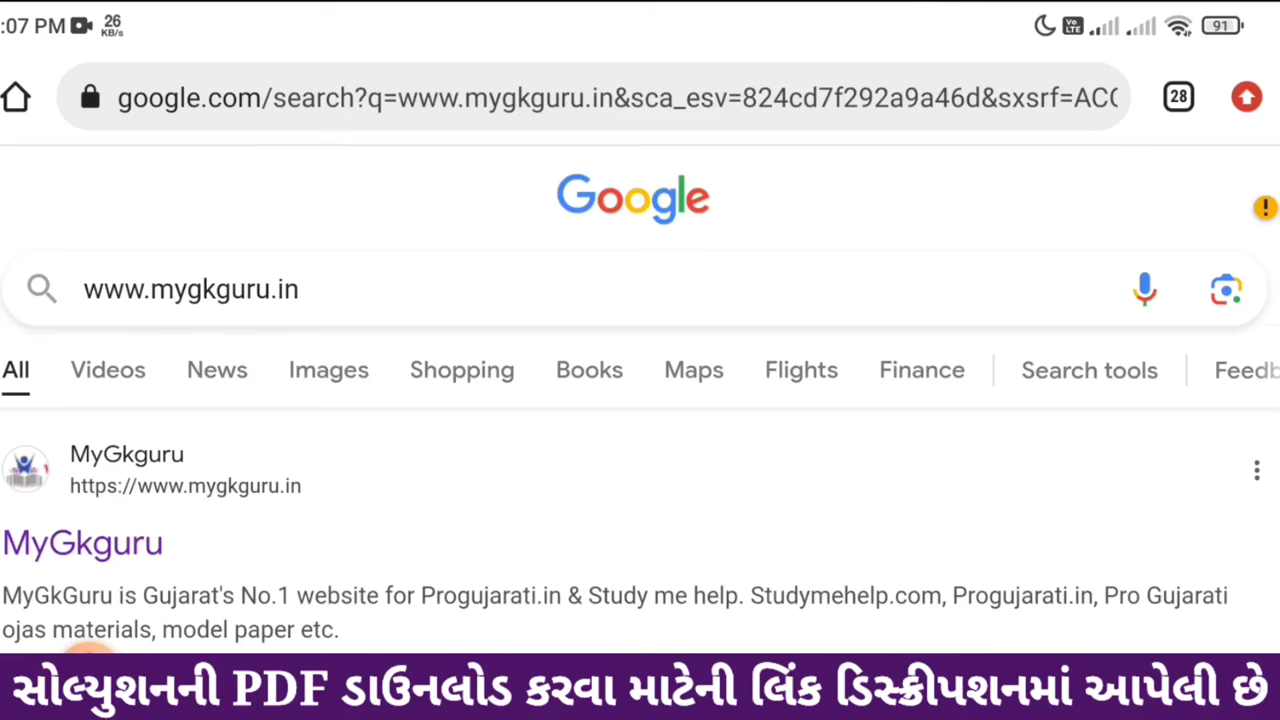 :07 PM 26 KB/s Vo LTE 91
google.com/search?q=www.mygkguru.in&sca_esv=824cd7f292a9a46d&sxsrf=AC 28
Google
www.mygkguru.in
All Videos News Images Shopping Books Maps Flights Finance Search tools Feedb
MyGkguru
https://www.mygkguru.in
MyGkguru
MyGkGuru is Gujarat's No.1 website for Progujarati.in & Study me help. Studymehelp.com, Progujarati.in, Pro Gujarati
ojas materials, model paper etc.
સોલ્યુશનની PDF ડાઉનલોડ કરવા માટેની લિંક ડિસ્ક્રીપશનમાં આપેલી છે